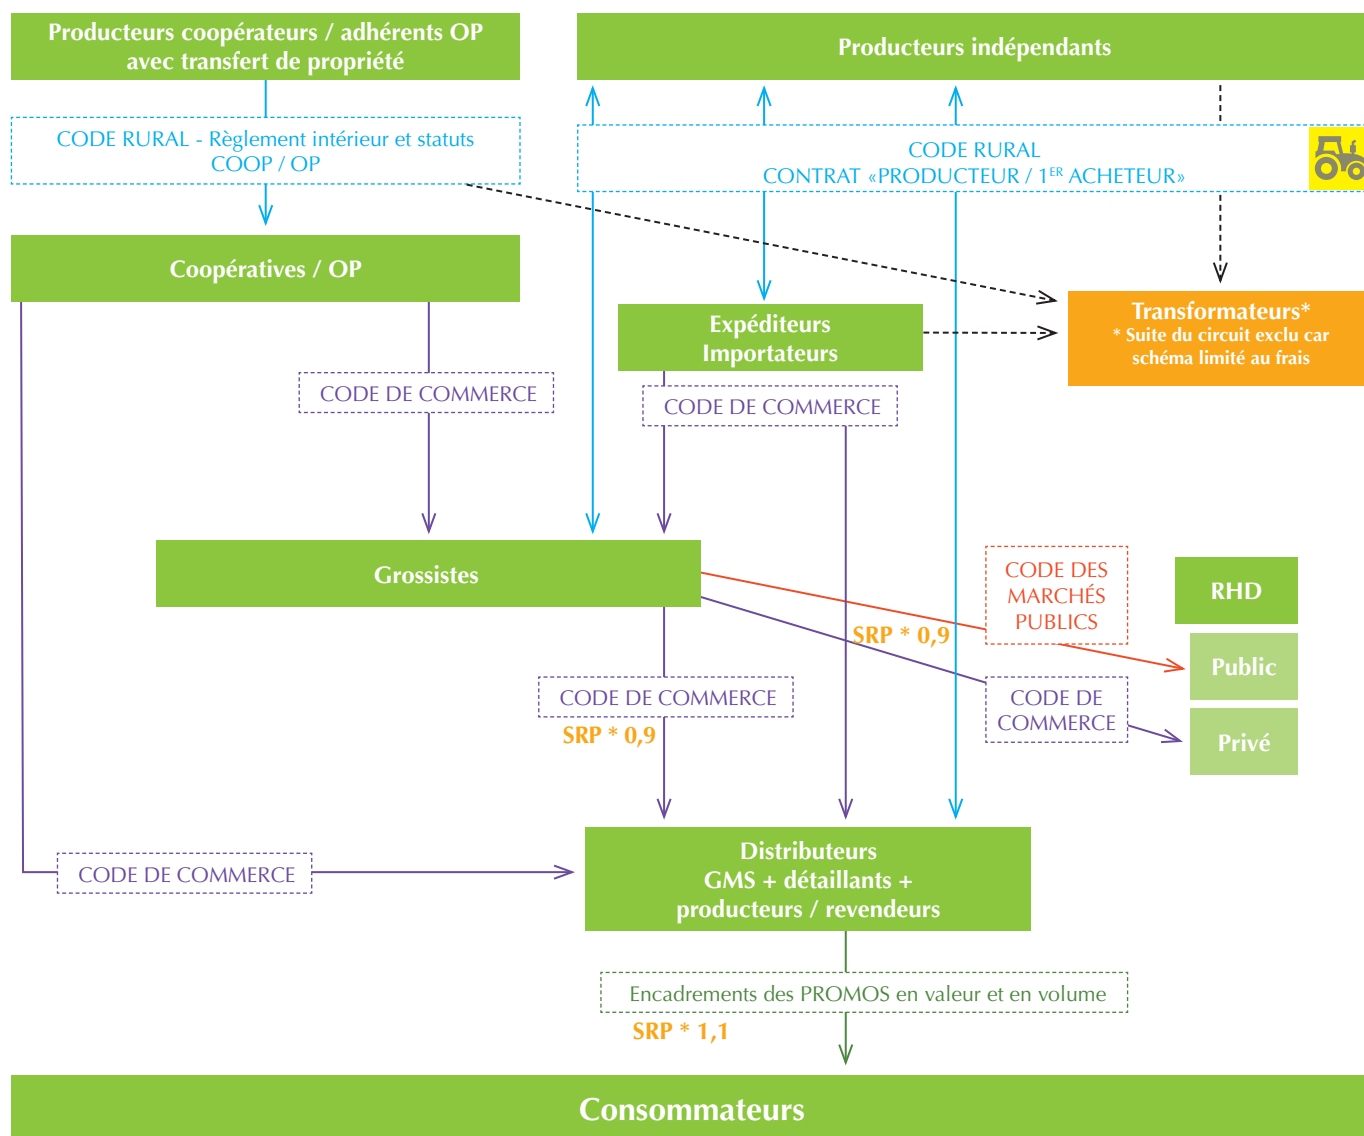 Producteurs coopérateurs / adhérents OP
avec transfert de propriété
Producteurs indépendants
CODE RURAL - Règlement intérieur et statuts
COOP / OP
CODE RURAL
CONTRAT «PRODUCTEUR / 1ER ACHETEUR»
Coopératives / OP
Expéditeurs
Importateurs
Transformateurs*
* Suite du circuit exclu car
schéma limité au frais
CODE DE COMMERCE
CODE DE COMMERCE
Grossistes
CODE DES
MARCHÉS
PUBLICS
RHD
SRP * 0,9
Public
CODE DE COMMERCE
SRP * 0,9
CODE DE
COMMERCE
Privé
Distributeurs
GMS + détaillants +
producteurs / revendeurs
CODE DE COMMERCE
Encadrements des PROMOS en valeur et en volume
SRP * 1,1
Consommateurs